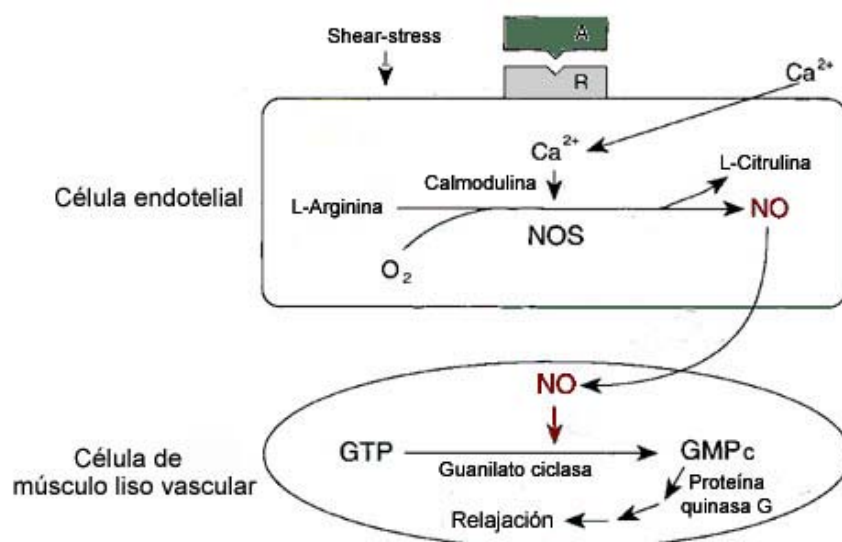 Shear-stress
A
R
Ca2+
Ca2+
L-Citrulina
Calmodulina
Célula endotelial
L-Arginina
NO
NOS
O2
NO
GTP
GMPc
Guanilato ciclasa
Célula de
músculo liso vascular
Proteína
quinasa G
Relajación